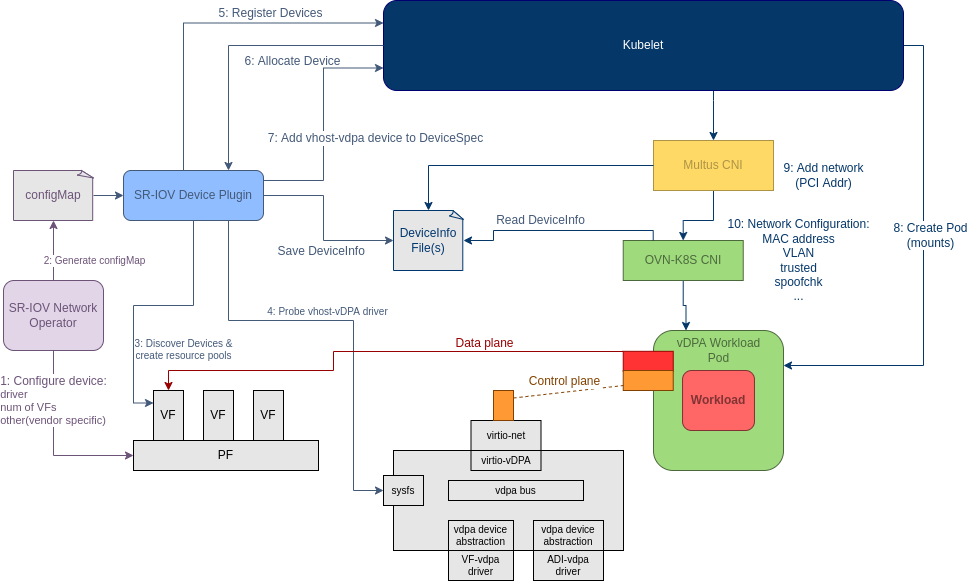 5: Register Devices
Kubelet
6: Allocate Device
7: Add vhost-vdpa device to DeviceSpec
Multus CNI
9: Add network
(PCI Addr)
configMap
SR-IOV Device Plugin
DeviceInfo
File(s)
Read DeviceInfo
10: Network Configuration:
MAC address
VLAN
trusted
spoofchk
...
8: Create Pod
(mounts)
Save DeviceInfo
OVN-K8S CNI
2: Generate configMap
SR-IOV Network
Operator
4: Probe vhost-vDPA driver
3: Discover Devices &
create resource pools
Data plane
vDPA Workload
Pod
Control plane
Workload
1: Configure device:
driver
num of VFs
other(vendor specific)
VF
VF
VF
PF
virtio-net
virtio-vDPA
sysfs
vdpa bus
vdpa device
abstraction
vdpa device
abstraction
VF-vdpa
driver
ADI-vdpa
driver